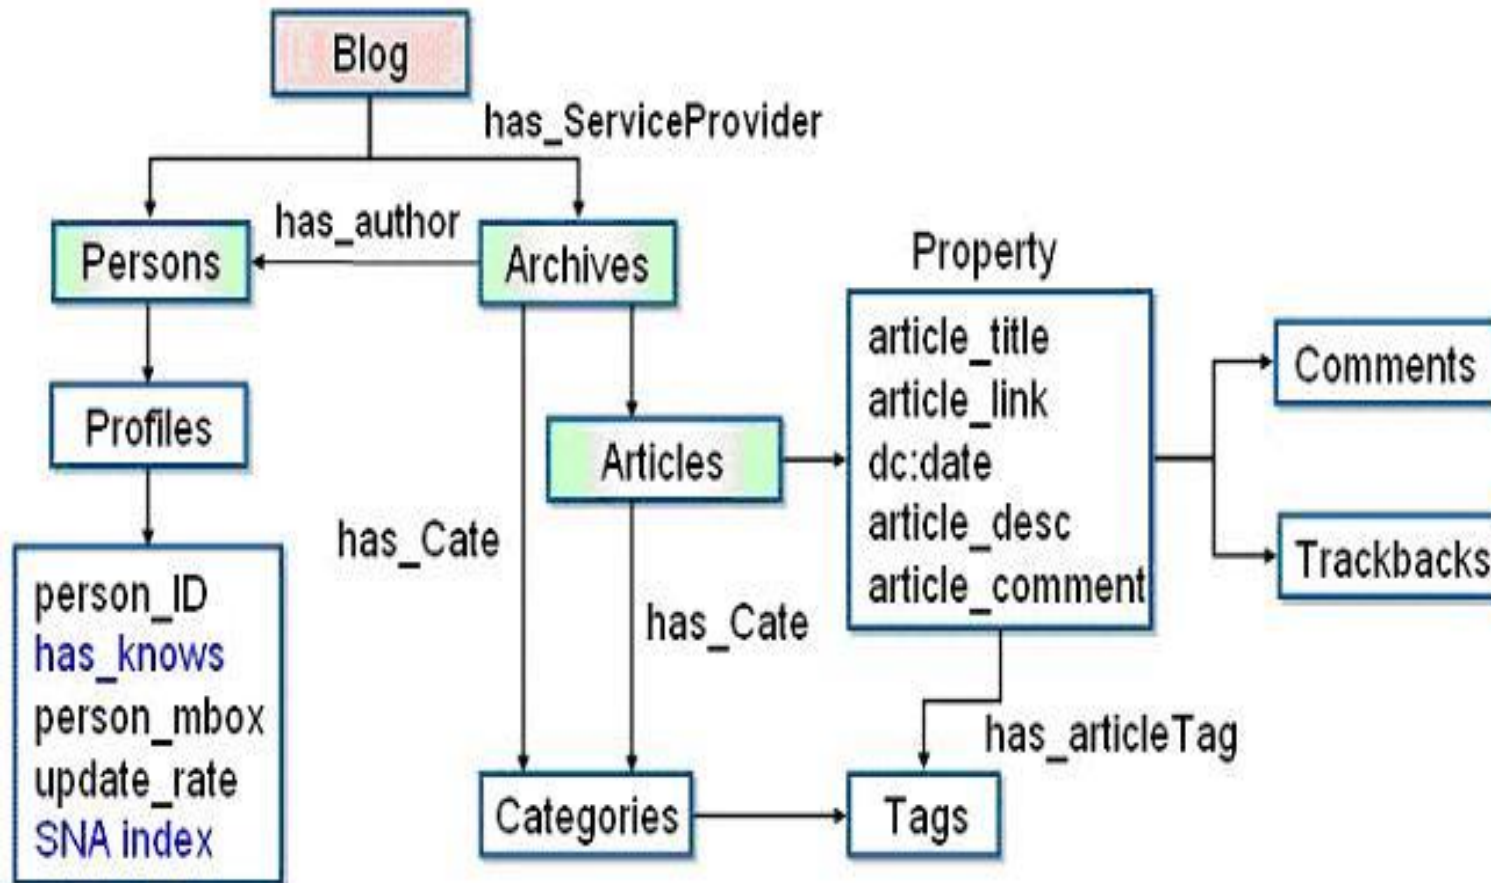 Blog
has_ServiceProvider
has_author
Persons
Archives
Property
article_title
article_link
dc:date
article_desc
article_comment
Comments
Profiles
Articles
Trackbacks
has_Cate
has_Cate
person_ID
has_knows
person_mbox
update_rate
SNA index
has_articleTag
Categories
Tags